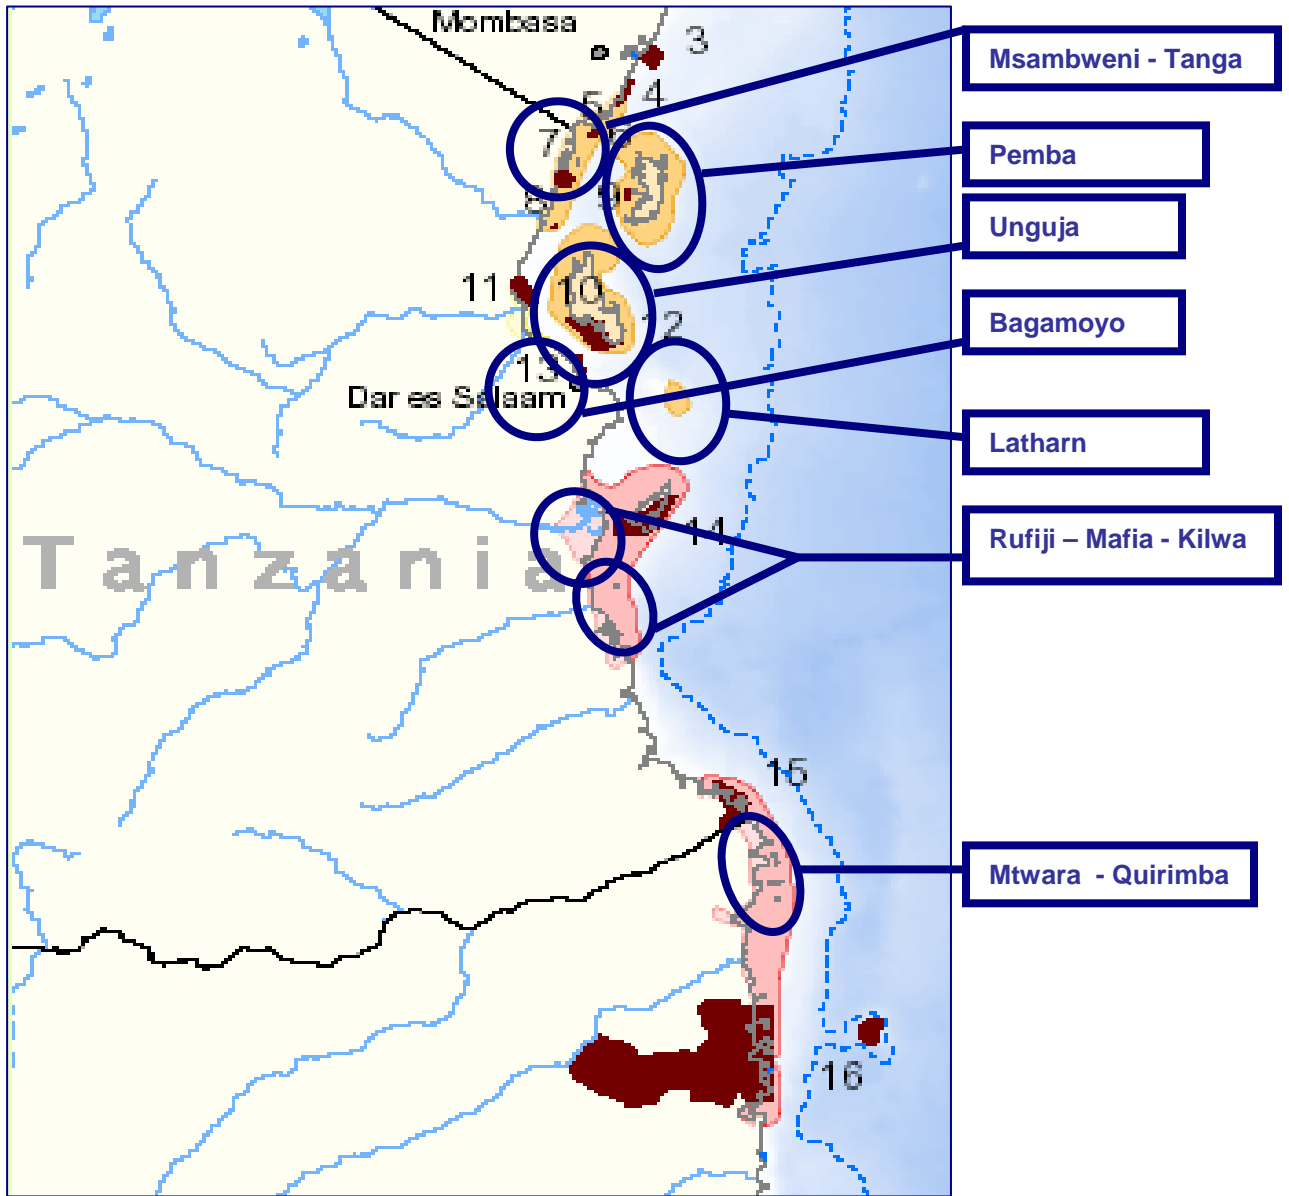 Mombasa
3
Msambweni - Tanga
5
4
7
6
Pemba
8
9
Unguja
11
10
12
Bagamoyo
13
Dar es Salaam
Latharn
14
Rufiji – Mafia - Kilwa
Tanzania
15
Mtwara - Quirimba
16